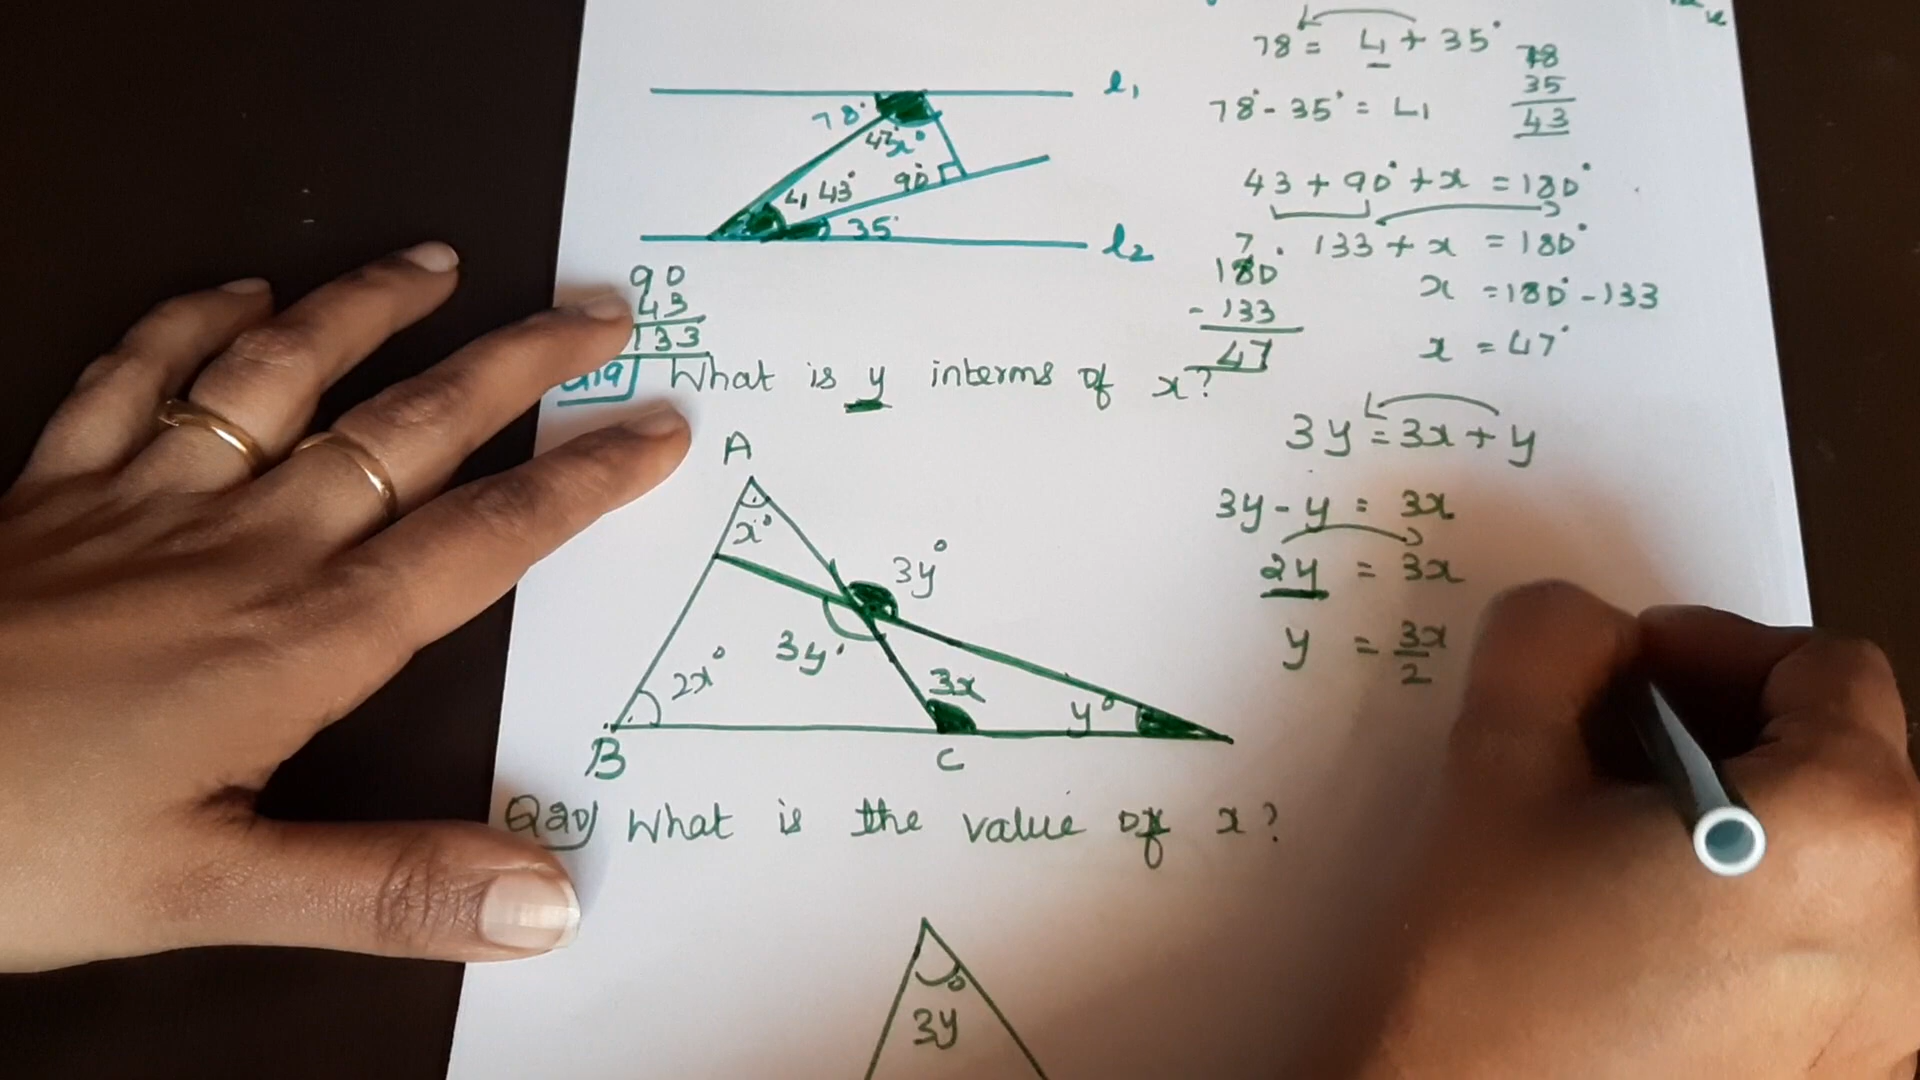 78 = ∠1 + 35°
78
35
43
78° - 35° = ∠1
l₁
78°
47°
x°
∠1 43°
90°
35°
l₂
43 + 90° + x = 180°
133 + x = 180°
x = 180° - 133
x = 47°
7
180
- 133
47
90
43
133
Q19) What is y interms of x?
A
x°
3y°
3y°
2x°
3x
y°
B
C
3y = 3x + y
3y - y = 3x
2y = 3x
y = 3x/2
Q20) What is the value of x?
3y